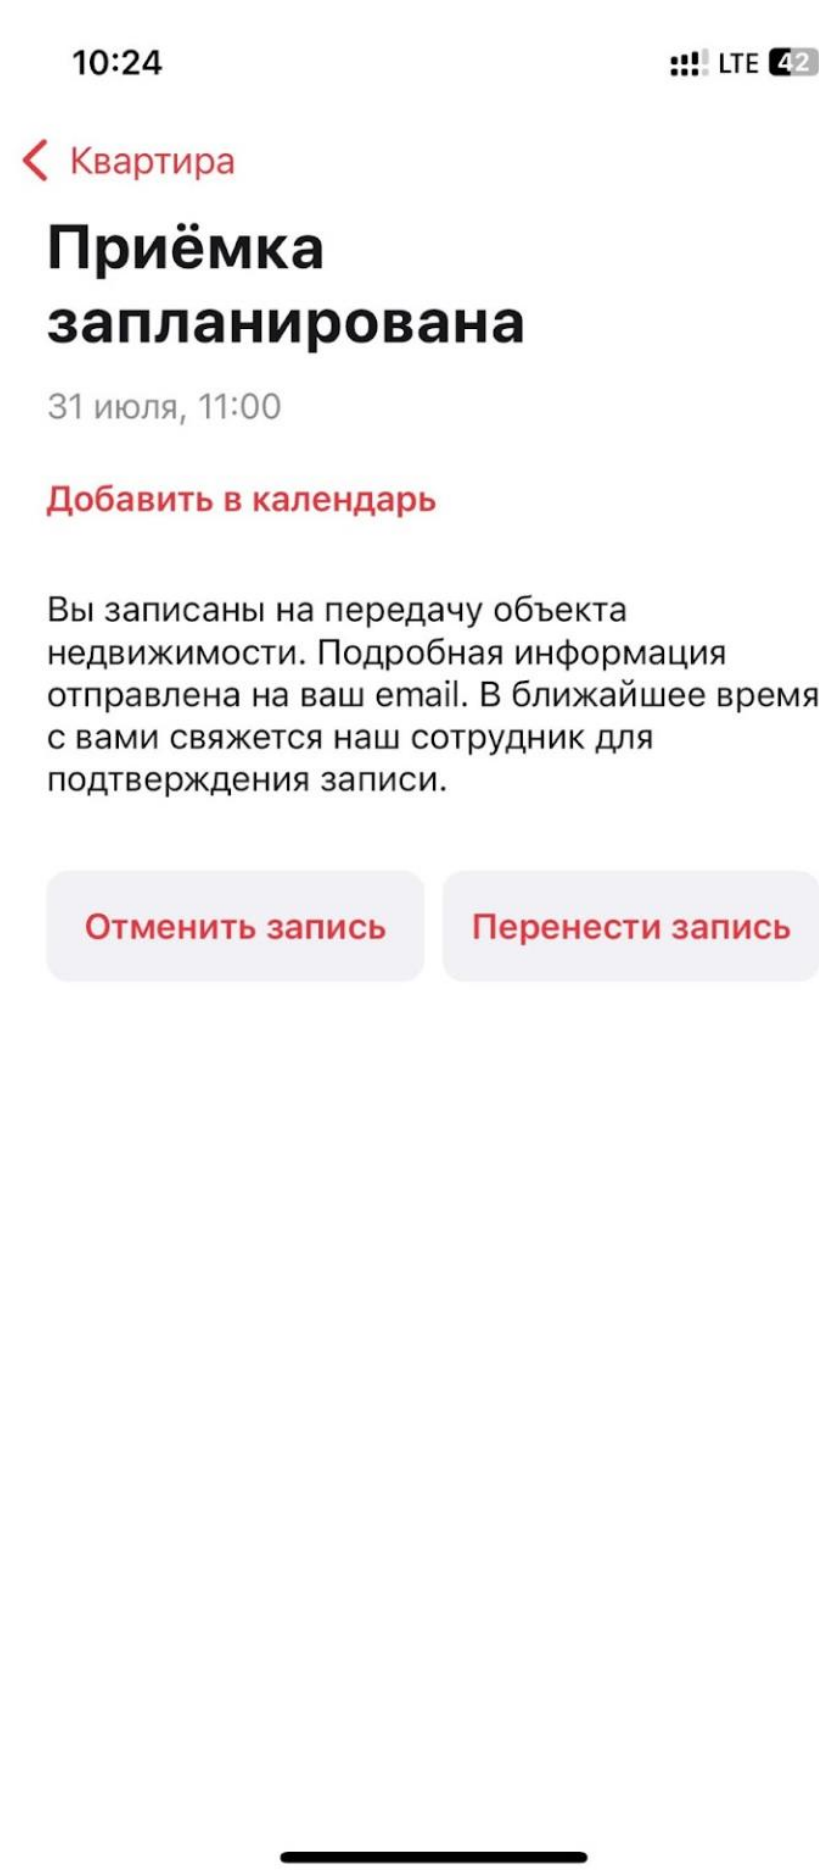 10:24
LTE 42
Квартира
Приёмка
запланирована
31 июля, 11:00
Добавить в календарь
Вы записаны на передачу объекта
недвижимости. Подробная информация
отправлена на ваш email. В ближайшее время
с вами свяжется наш сотрудник для
подтверждения записи.
Отменить запись
Перенести запись